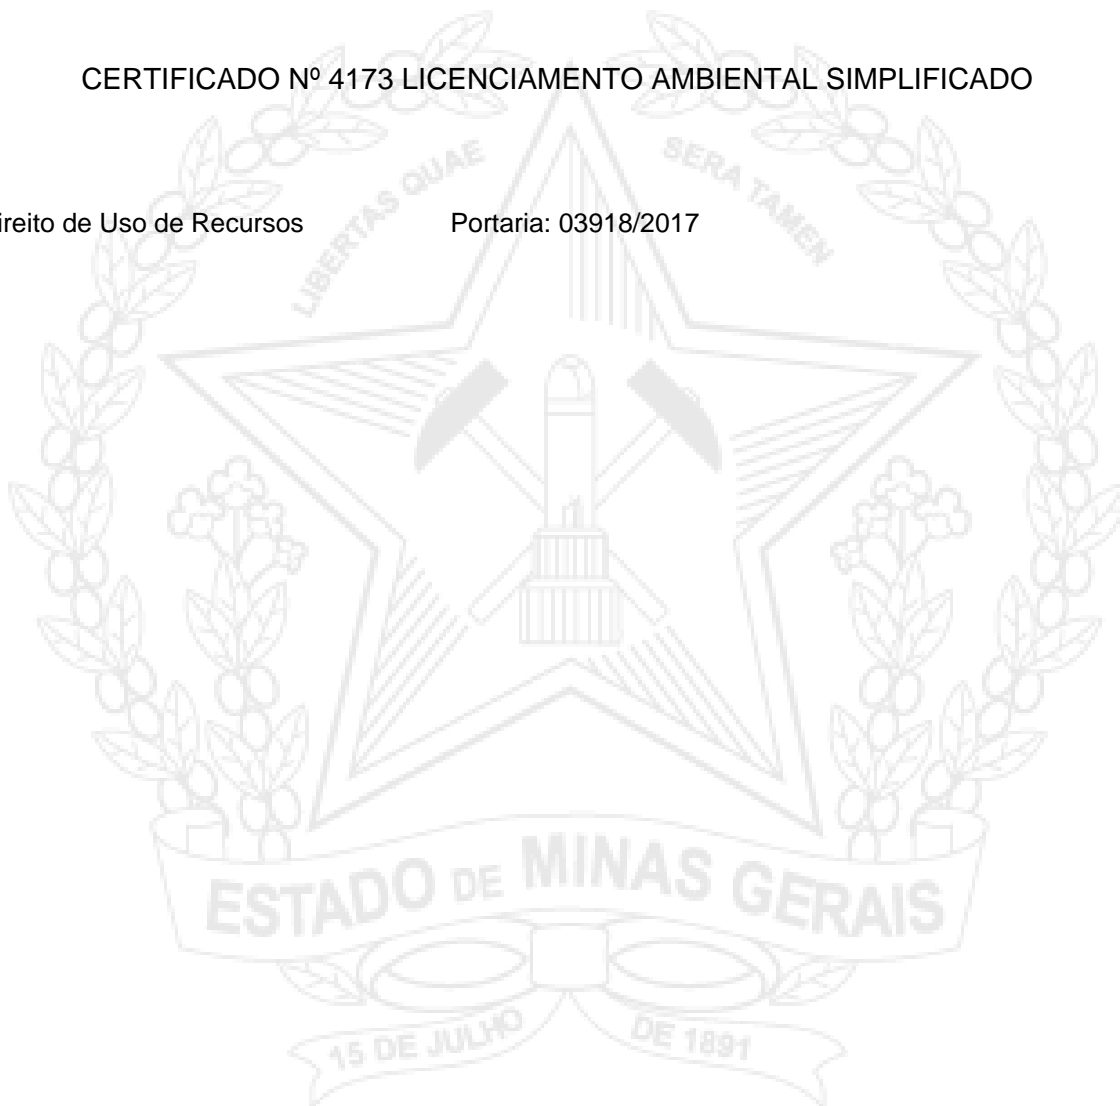 CERTIFICADO Nº 4173 LICENCIAMENTO AMBIENTAL SIMPLIFICADO
LIBERTAS QUAE SERA TAMEN
ireito de Uso de Recursos Portaria: 03918/2017
ESTADO DE MINAS GERAIS
15 DE JULHO DE 1891